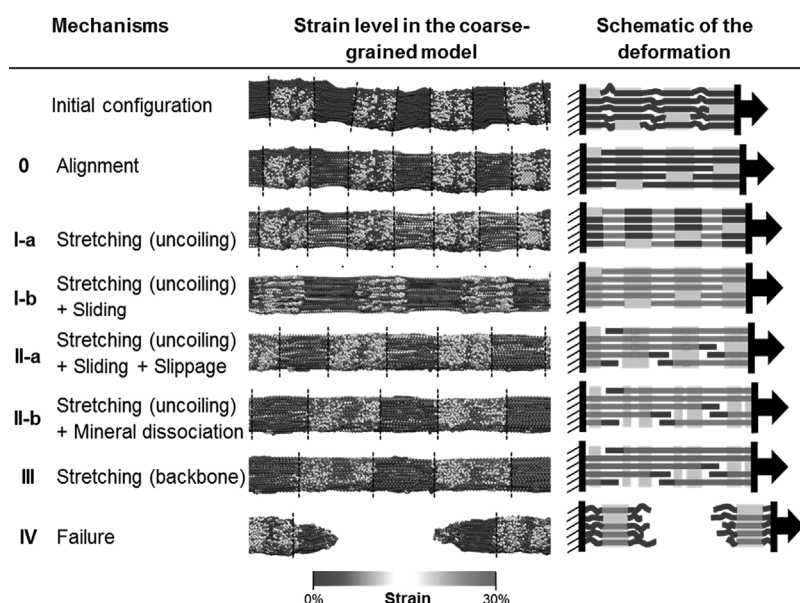 Mechanisms
Strain level in the coarse-
grained model
Schematic of the
deformation
Initial configuration
0 Alignment
I-a Stretching (uncoiling)
I-b Stretching (uncoiling)
+ Sliding
II-a Stretching (uncoiling)
+ Sliding + Slippage
II-b Stretching (uncoiling)
+ Mineral dissociation
III Stretching (backbone)
IV Failure
0% Strain 30%